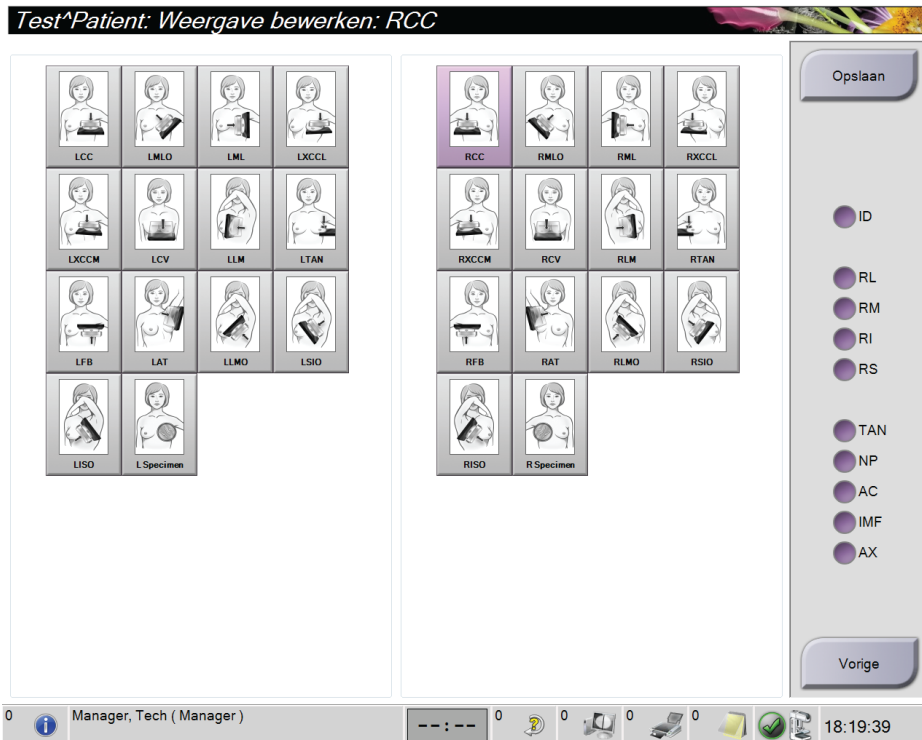 Test^Patient: Weergave bewerken: RCC
LCC LMLO LML LXCCL
LXCCM LCV LLM LTAN
LFB LAT LLMO LSIO
LISO L Specimen
RCC RMLO RML RXCCL
RXCCM RCV RLM RTAN
RFB RAT RLMO RSIO
RISO R Specimen
Opslaan
ID
RL
RM
RI
RS
TAN
NP
AC
IMF
AX
Vorige
0 Manager, Tech ( Manager ) --:-- 0 0 0 0 18:19:39